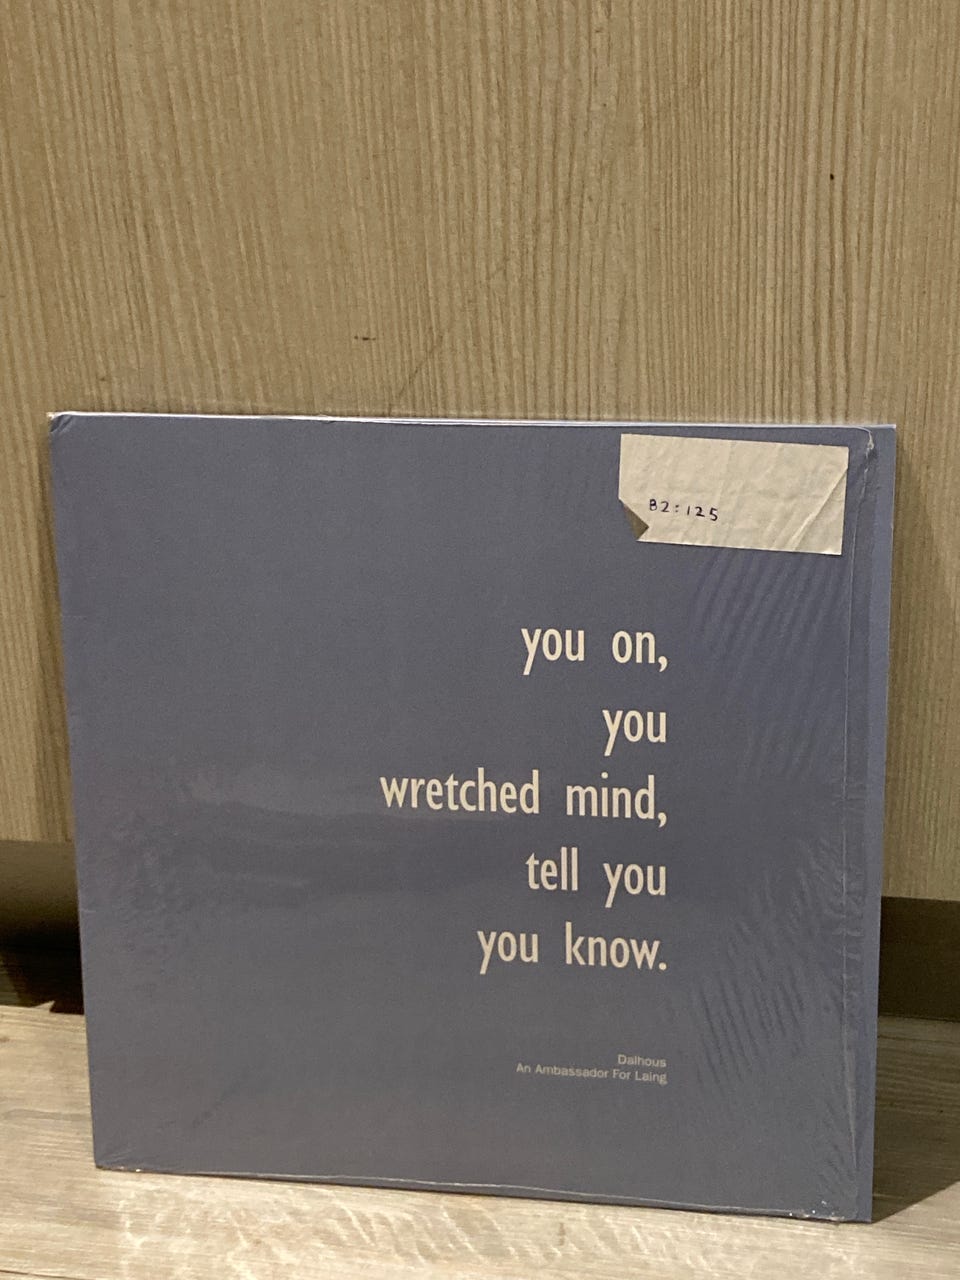 B2:125
you on,
you
wretched mind,
tell you
you know.
Dalhous
An Ambassador For Laing